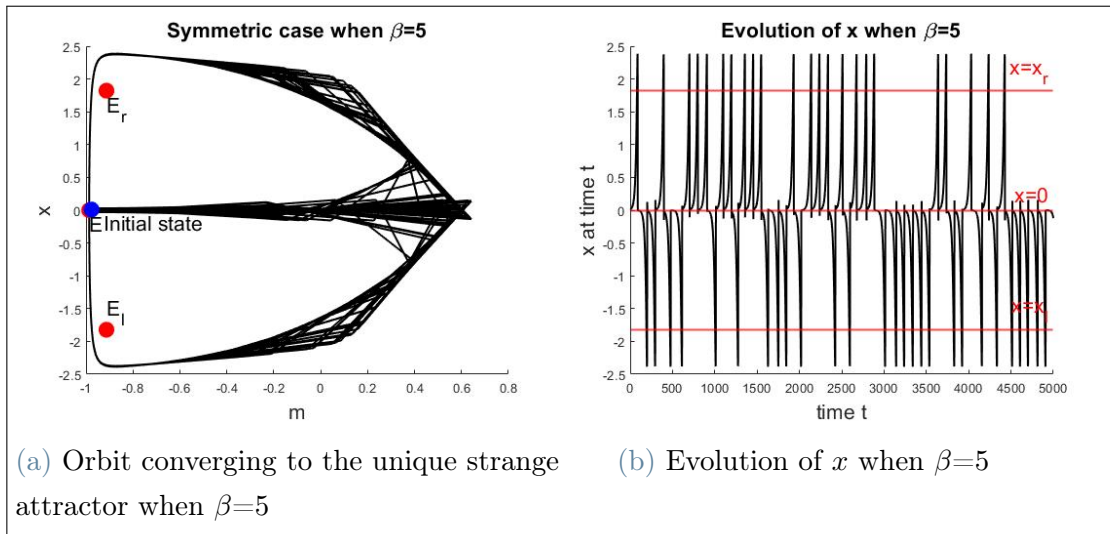 Symmetric case when β=5
2.5
2
1.5
1
0.5
0
-0.5
-1
-1.5
-2
-2.5
x
E_r
E Initial state
E_l
-1
-0.8
-0.6
-0.4
-0.2
0
0.2
0.4
0.6
0.8
m
Evolution of x when β=5
2.5
2
1.5
1
0.5
0
-0.5
-1
-1.5
-2
-2.5
x at time t
x=x_r
x=0
x=x
0
500
1000
1500
2000
2500
3000
3500
4000
4500
5000
time t
(a) Orbit converging to the unique strange
attractor when β=5
(b) Evolution of x when β=5